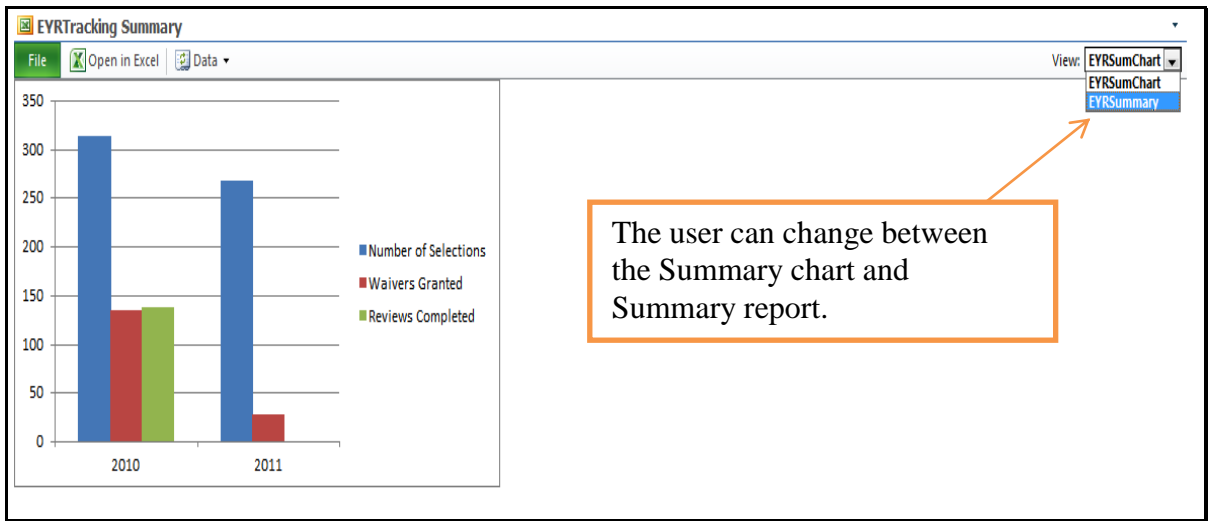 EYRTracking Summary
File Open in Excel Data View: EYRSumChart
EYRSumChart
EYRSummary
350
300
250
200
150
100
50
0
2010 2011
Number of Selections
Waivers Granted
Reviews Completed
The user can change between
the Summary chart and
Summary report.